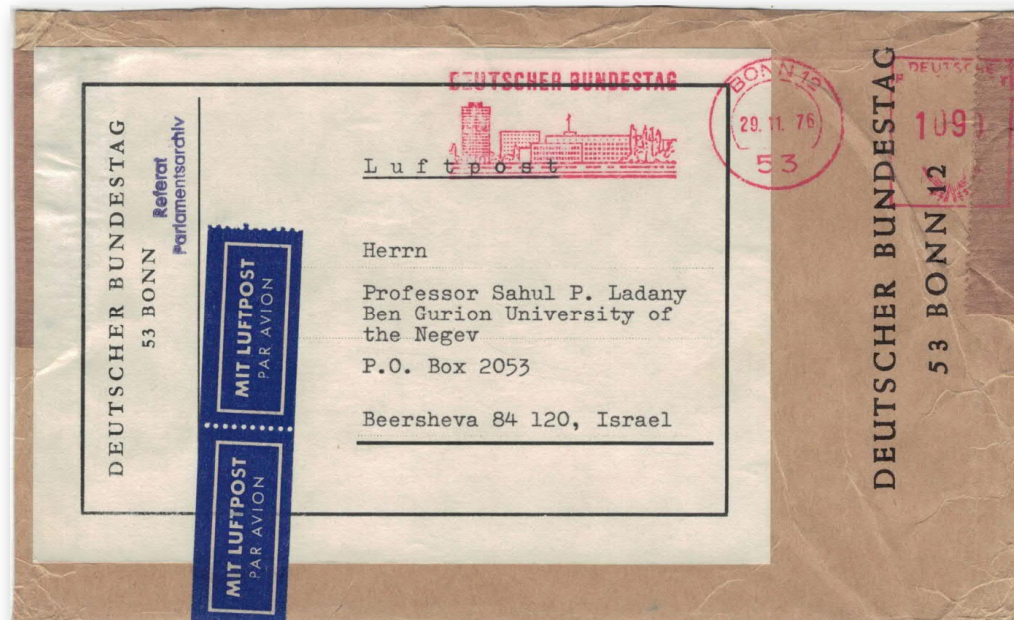 DEUTSCHER BUNDESTAG
53 BONN
Referat
Parlamentsarchiv
DEUTSCHER BUNDESTAG
Luftpost
BONN 12
29.11.76
53
DEUTSCHE
109
Herrn
Professor Sahul P. Ladany
Ben Gurion University of
the Negev
P.O. Box 2053
Beersheva 84 120, Israel
MIT LUFTPOST
PAR AVION
MIT LUFTPOST
PAR AVION
DEUTSCHER BUNDESTAG
53 BONN 12